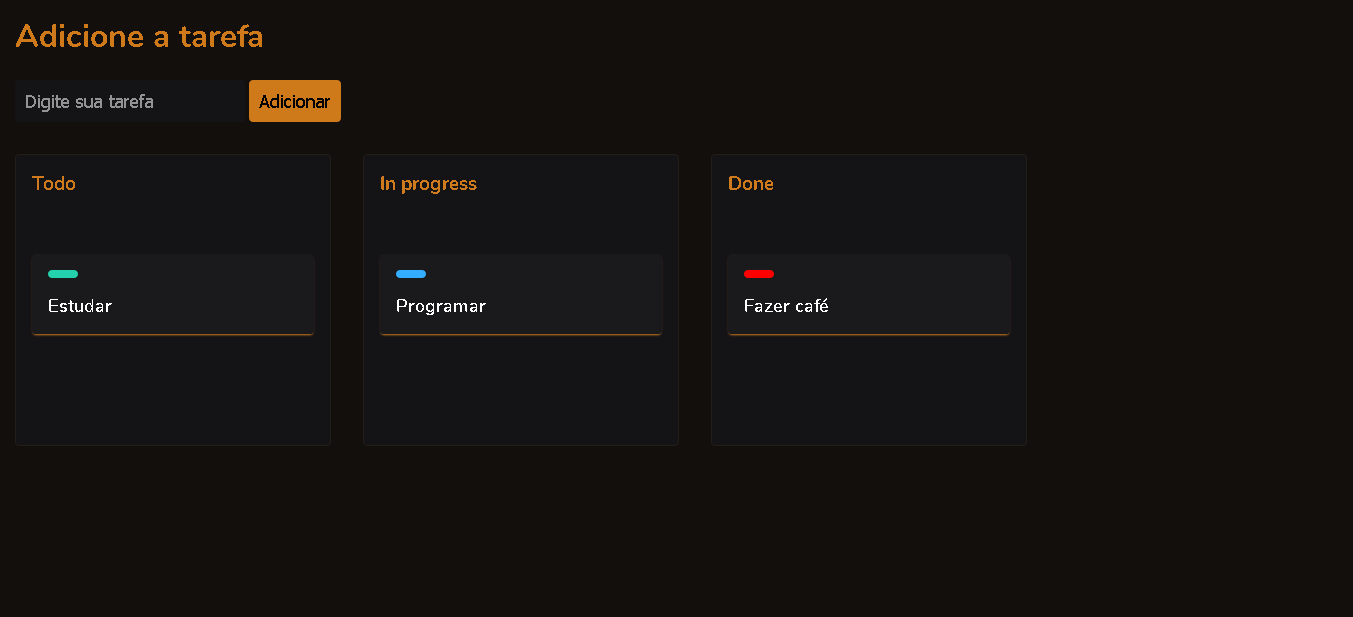 Adicione a tarefa
Digite sua tarefa
Adicionar
Todo
In progress
Done
Estudar
Programar
Fazer café